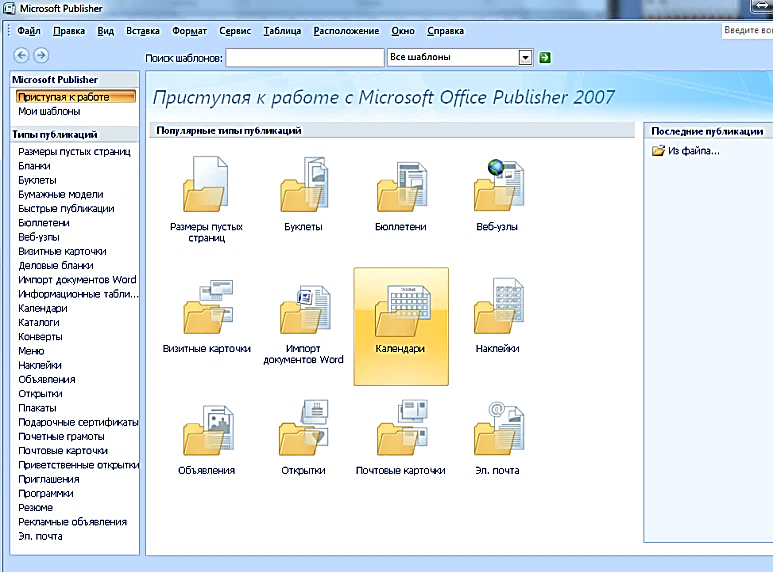 Microsoft Publisher
Файл Правка Вид Вставка Формат Сервис Таблица Расположение Окно Справка
Введите
Поиск шаблонов: Все шаблоны
Microsoft Publisher
Приступая к работе
Мои шаблоны
Типы публикаций
Размеры пустых страниц
Бланки
Буклеты
Бумажные модели
Быстрые публикации
Бюллетени
Веб-узлы
Визитные карточки
Деловые бланки
Импорт документов Word
Информационные табли...
Календари
Каталоги
Конверты
Меню
Наклейки
Объявления
Открытки
Плакаты
Подарочные сертификаты
Почетные грамоты
Почтовые карточки
Приветственные открытки
Приглашения
Программки
Резюме
Рекламные объявления
Эл. почта
Приступая к работе с Microsoft Office Publisher 2007
Популярные типы публикаций
Размеры пустых
страниц
Буклеты
Бюллетени
Веб-узлы
Визитные карточки
Импорт
документов Word
Календари
Наклейки
Объявления
Открытки
Почтовые карточки
Эл. почта
Последние публикации
Из файла...